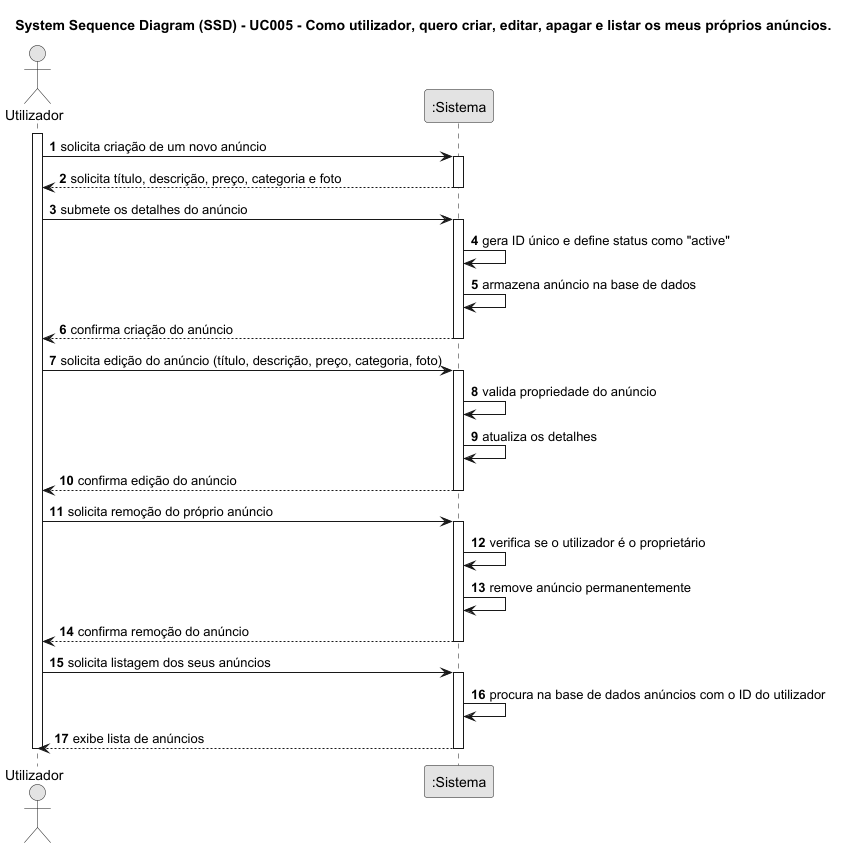 System Sequence Diagram (SSD) - UC005 - Como utilizador, quero criar, editar, apagar e listar os meus próprios anúncios.
Utilizador
:Sistema
1 solicita criação de um novo anúncio
2 solicita título, descrição, preço, categoria e foto
3 submete os detalhes do anúncio
4 gera ID único e define status como "active"
5 armazena anúncio na base de dados
6 confirma criação do anúncio
7 solicita edição do anúncio (título, descrição, preço, categoria, foto)
8 valida propriedade do anúncio
9 atualiza os detalhes
10 confirma edição do anúncio
11 solicita remoção do próprio anúncio
12 verifica se o utilizador é o proprietário
13 remove anúncio permanentemente
14 confirma remoção do anúncio
15 solicita listagem dos seus anúncios
16 procura na base de dados anúncios com o ID do utilizador
17 exibe lista de anúncios
Utilizador
:Sistema